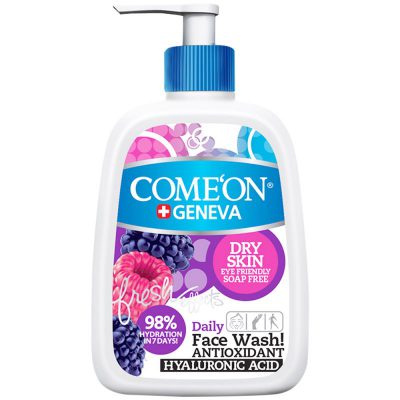 COME'ON®
GENEVA
DRY
SKIN
EYE FRIENDLY
SOAP FREE
fresh effects
98%
HYDRATION
IN 7 DAYS!
Daily
Face Wash!
ANTIOXIDANT
HYALURONIC ACID